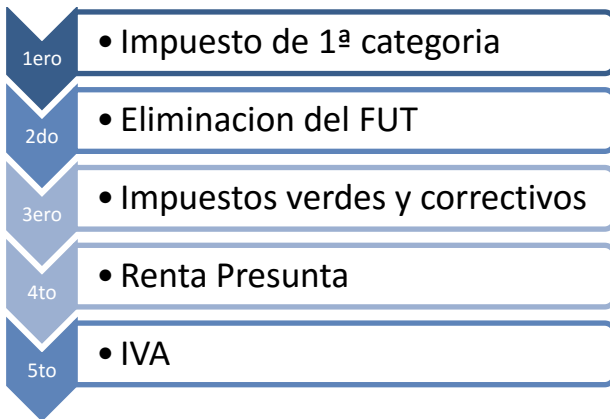 1ero
• Impuesto de 1ª categoria
2do
• Eliminacion del FUT
3ero
• Impuestos verdes y correctivos
4to
• Renta Presunta
5to
• IVA